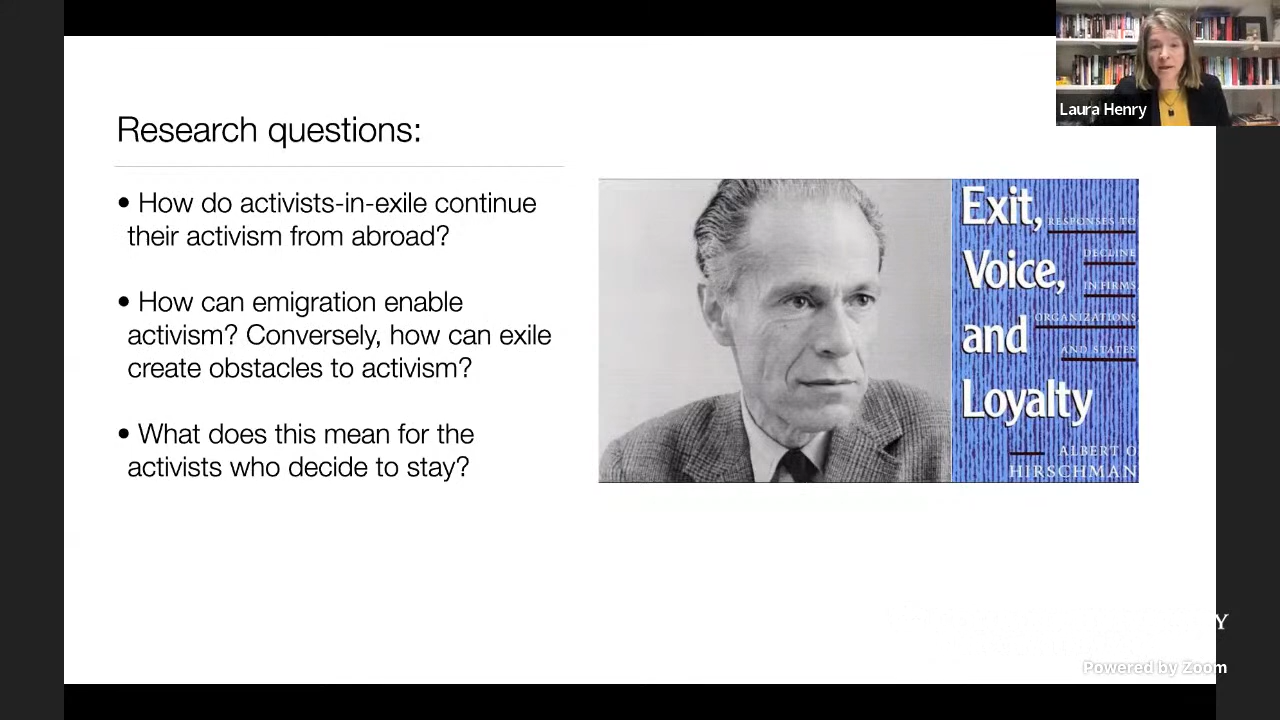 Laura Henry
Research questions:
• How do activists-in-exile continue
their activism from abroad?
• How can emigration enable
activism? Conversely, how can exile
create obstacles to activism?
• What does this mean for the
activists who decide to stay?
Exit,
RESPONSES TO
DECLINE
Voice,
IN FIRMS,
ORGANIZATIONS
and
AND STATES
Loyalty
ALBERT O
HIRSCHMAN
Y
Powered by Zoom